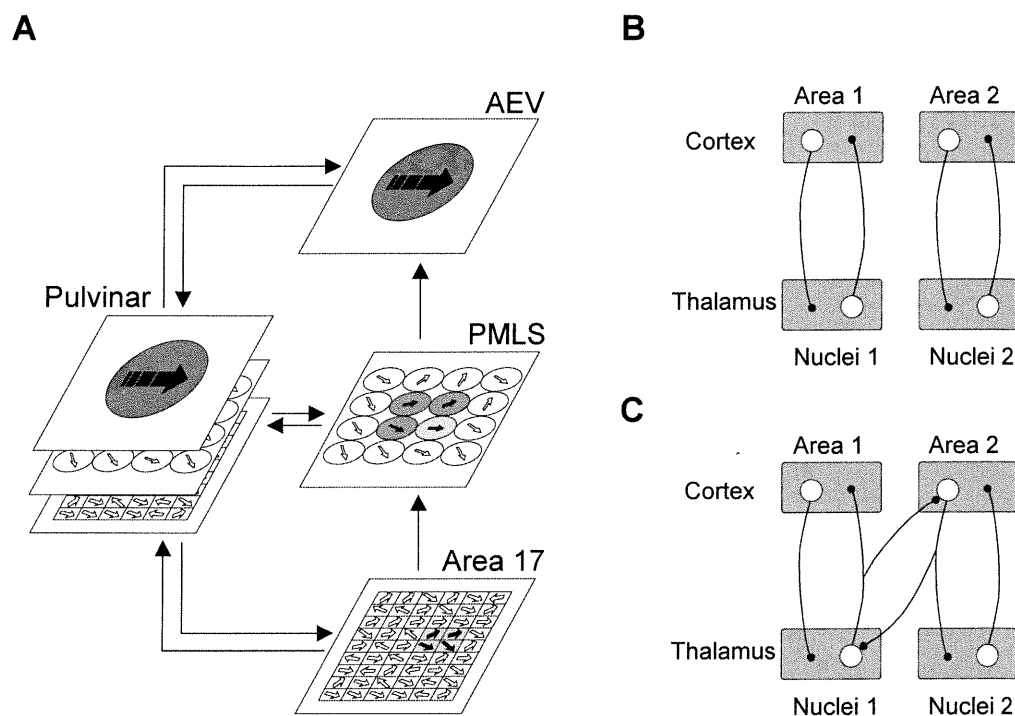 A
AEV
Pulvinar
PMLS
Area 17
B
Area 1 Area 2
Cortex
Thalamus
Nuclei 1 Nuclei 2
C
Area 1 Area 2
Cortex
Thalamus
Nuclei 1 Nuclei 2